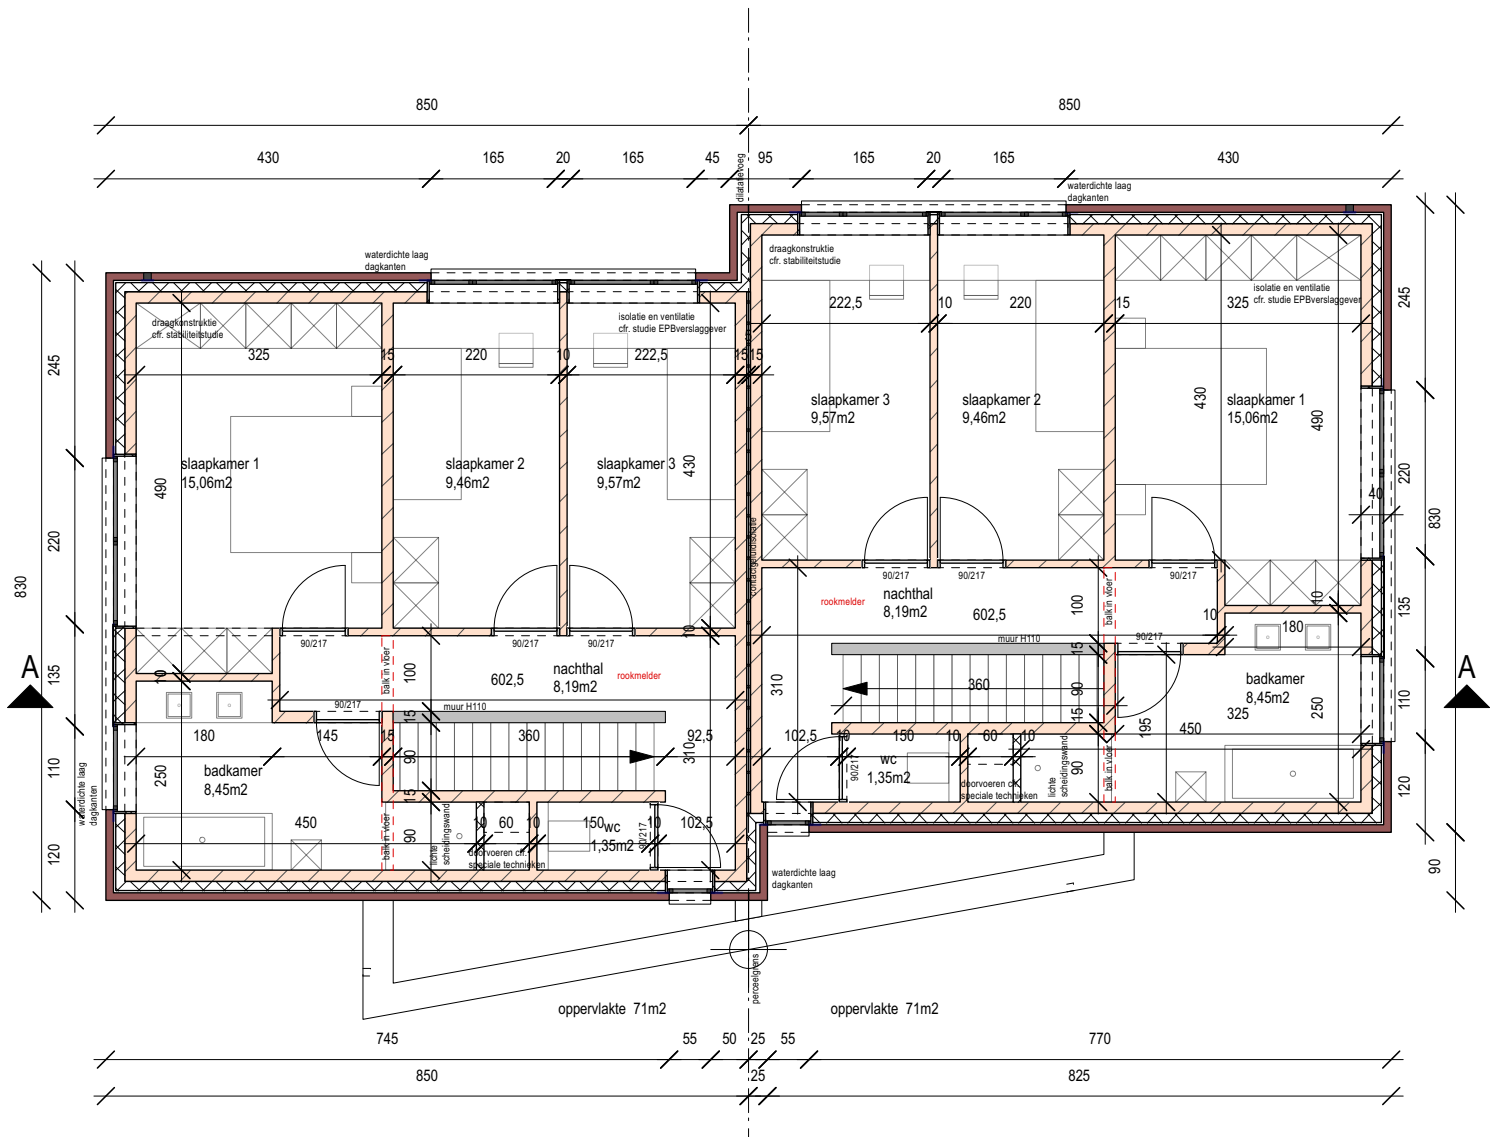 850
850
430
165
20
165
45
95
165
20
165
430
dilatatievoeg
waterdichte laag
dagkanten
waterdichte laag
dagkanten
draagkonstruktie
cfr. stabiliteitstudie
isolatie en ventilatie
cfr. studie EPBverslaggever
draagkonstruktie
cfr. stabiliteitstudie
isolatie en ventilatie
cfr. studie EPBverslaggever
222,5
10
220
15
325
325
15
220
10
222,5
15
15
245
245
slaapkamer 3
9,57m2
slaapkamer 2
9,46m2
slaapkamer 1
15,06m2
430
490
slaapkamer 1
15,06m2
slaapkamer 2
9,46m2
slaapkamer 3
9,57m2
490
430
220
220
40
830
830
contactgeluidisolatie
90/217
90/217
90/217
nachthal
8,19m2
rookmelder
602,5
100
balk in vloer
10
10
180
135
muur H110
15
90/217
90/217
90/217
10
nachthal
8,19m2
rookmelder
602,5
100
balk in vloer
10
135
A
A
90/217
muur H110
15
310
360
90
15
90/217
195
badkamer
8,45m2
325
450
250
110
180
145
15
360
92,5
90
310
102,5
10
150
10
60
10
badkamer
8,45m2
250
110
wc
1,35m2
90/217
doorvoeren cfr.
speciale technieken
lichte
scheidingswand
90
balk in vloer
120
waterdichte laag
dagkanten
15
450
balk in vloer
90
lichte
scheidingswand
10
60
10
150
10
102,5
wc
1,35m2
90/217
doorvoeren cfr.
speciale technieken
120
90
waterdichte laag
dagkanten
perceelgrens
oppervlakte 71m2
oppervlakte 71m2
745
55
50
25
55
770
850
25
825